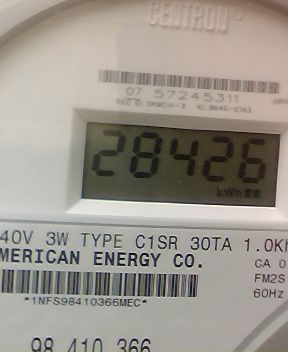 CENTRON®
07 57245311
28426
kWh
40V 3W TYPE C1SR 30TA 1.0Kh
MERICAN ENERGY CO.
CA 0
FM2S
60Hz
*1NFS98410366MEC*
98 410 366